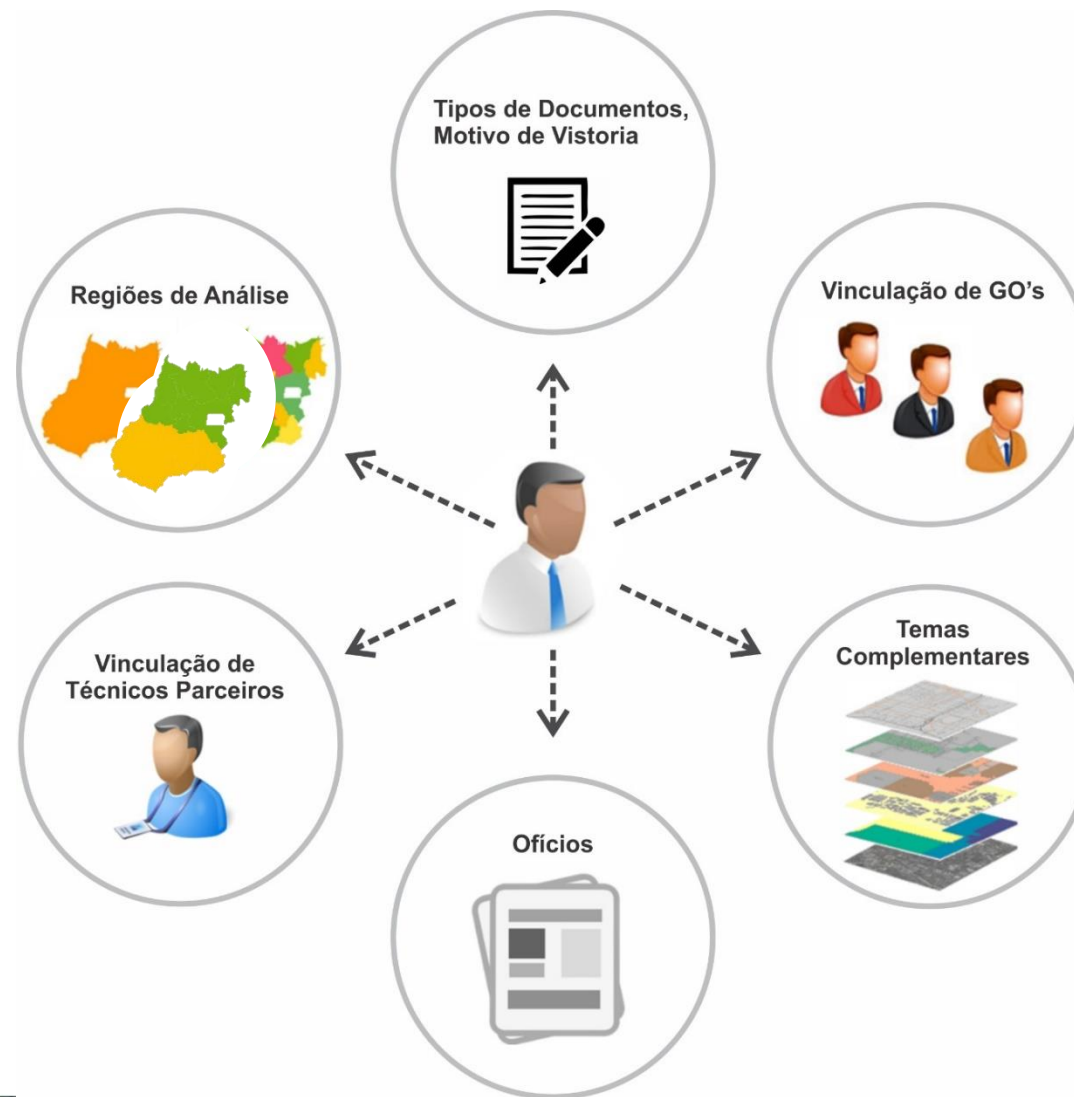 Tipos de Documentos,
Motivo de Vistoria
Regiões de Análise
Vinculação de GO's
Vinculação de
Técnicos Parceiros
Temas
Complementares
Ofícios